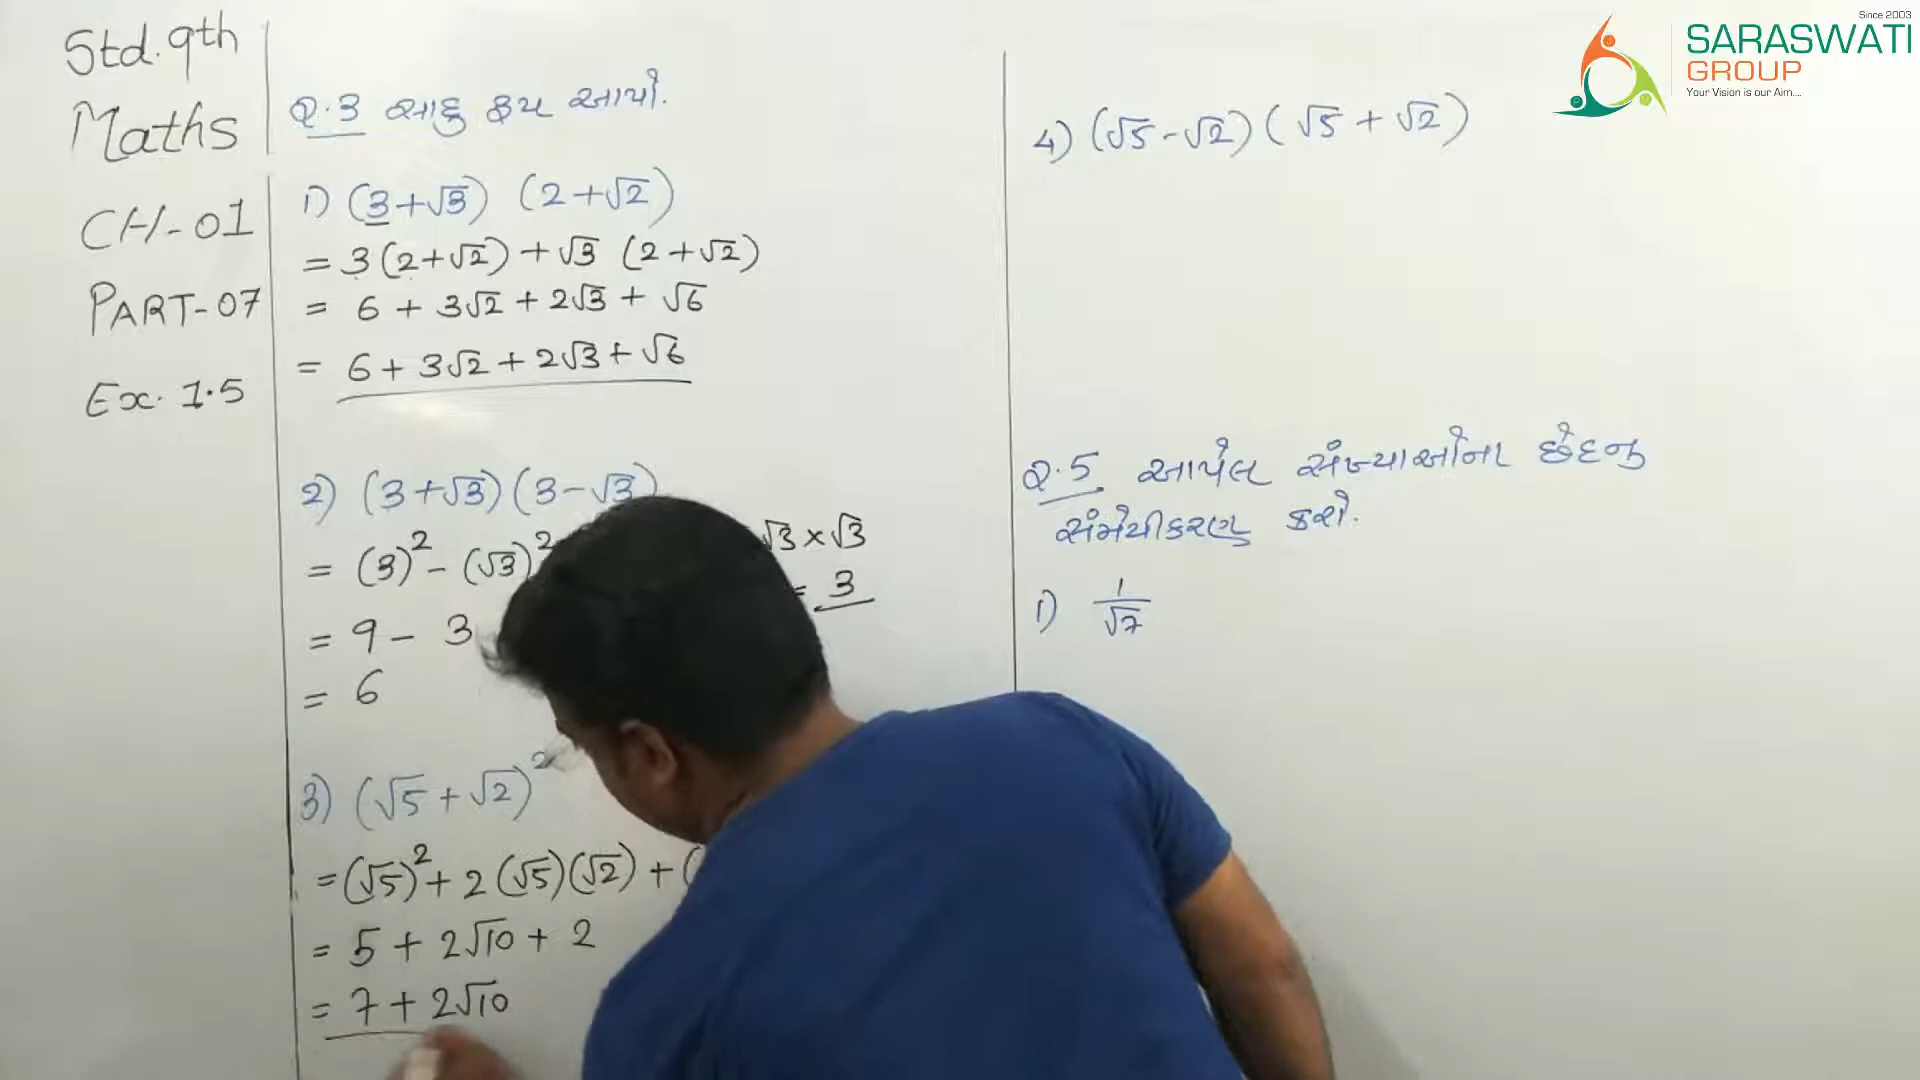 Std. 9th
Maths
CH-01
PART-07
Ex. 1.5
Q.3 સાદુ રૂપ આપો.
1) (3+√3) (2+√2)
= 3(2+√2)+√3 (2+√2)
= 6 + 3√2 + 2√3 + √6
= 6 + 3√2 + 2√3 + √6
2) (3+√3)(3-√3)
= (3)² - (√3)²
√3 × √3
= 9 - 3
= 3
= 6
3) (√5 + √2)²
= (√5)² + 2(√5)(√2) + (
= 5 + 2√10 + 2
= 7 + 2√10
4) (√5-√2)(√5+√2)
Q.5 આપેલ સંખ્યાઓના છેદનુ
સંમેયીકરણ કરો.
1) 1/√7
Since 2003
SARASWATI
GROUP
Your Vision is our Aim....